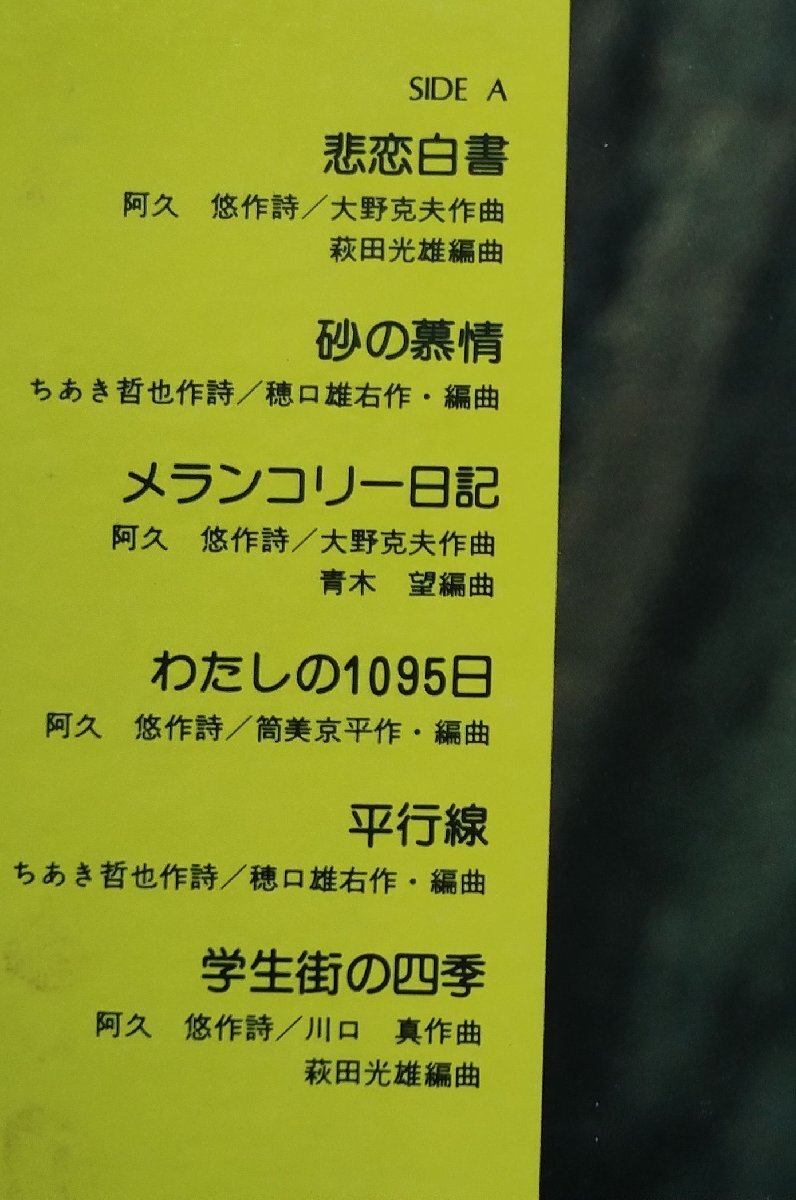 SIDE A
悲恋白書
阿久　悠作詩／大野克夫作曲
萩田光雄編曲
砂の慕情
ちあき哲也作詩／穂口雄右作・編曲
メランコリー日記
阿久　悠作詩／大野克夫作曲
青木　望編曲
わたしの1095日
阿久　悠作詩／筒美京平作・編曲
平行線
ちあき哲也作詩／穂口雄右作・編曲
学生街の四季
阿久　悠作詩／川口　真作曲
萩田光雄編曲